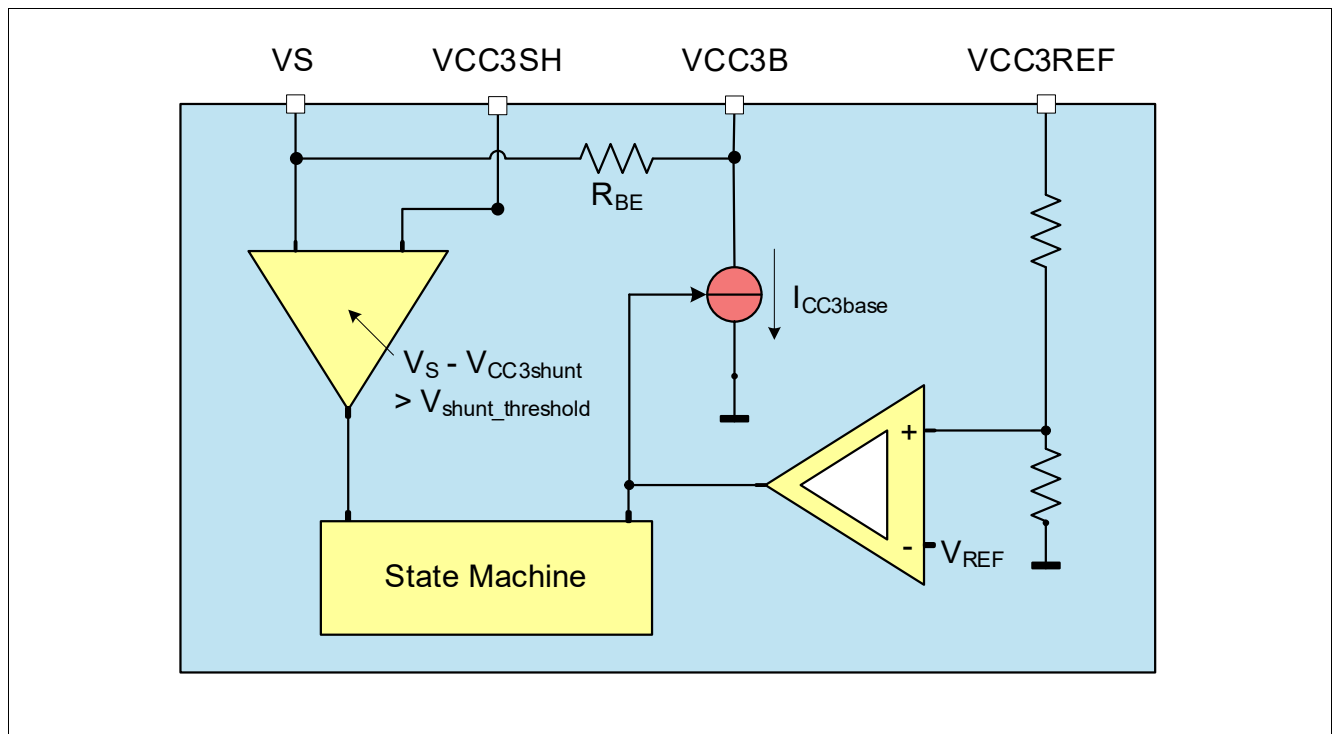 VS
VCC3SH
VCC3B
VCC3REF
RBE
ICC3base
VS - VCC3shunt
> Vshunt_threshold
+
-
VREF
State Machine